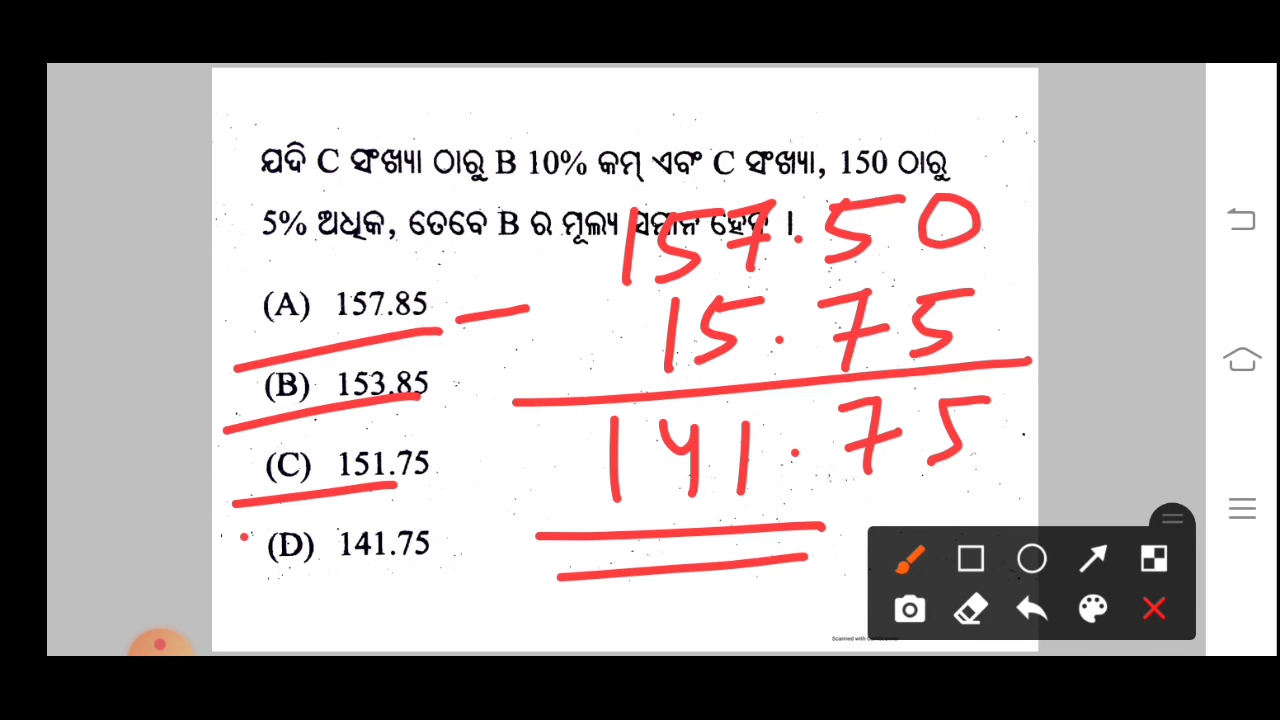 ଯଦି C ସଂଖ୍ୟା ଠାରୁ B 10% କମ୍ ଏବଂ C ସଂଖ୍ୟା, 150 ଠାରୁ
5% ଅଧିକ, ତେବେ B ର ମୂଲ୍ୟ ସମାନ ହେବ ।
157.50
(A) 157.85
15.75
(B) 153.85
141.75
(C) 151.75
(D) 141.75